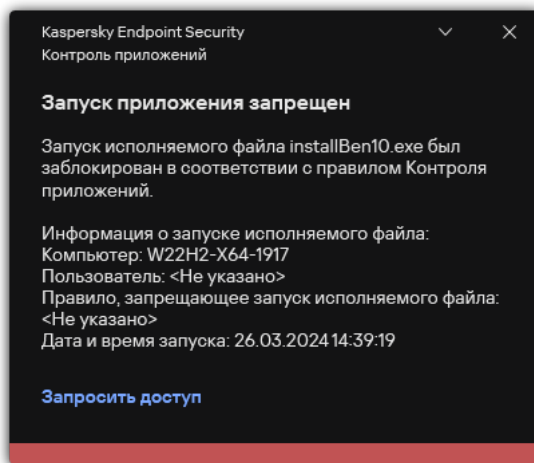 Kaspersky Endpoint Security
Контроль приложений
Запуск приложения запрещен
Запуск исполняемого файла installBen10.exe был
заблокирован в соответствии с правилом Контроля
приложений.
Информация о запуске исполняемого файла:
Компьютер: W22H2-X64-1917
Пользователь: <Не указано>
Правило, запрещающее запуск исполняемого файла:
<Не указано>
Дата и время запуска: 26.03.2024 14:39:19
Запросить доступ